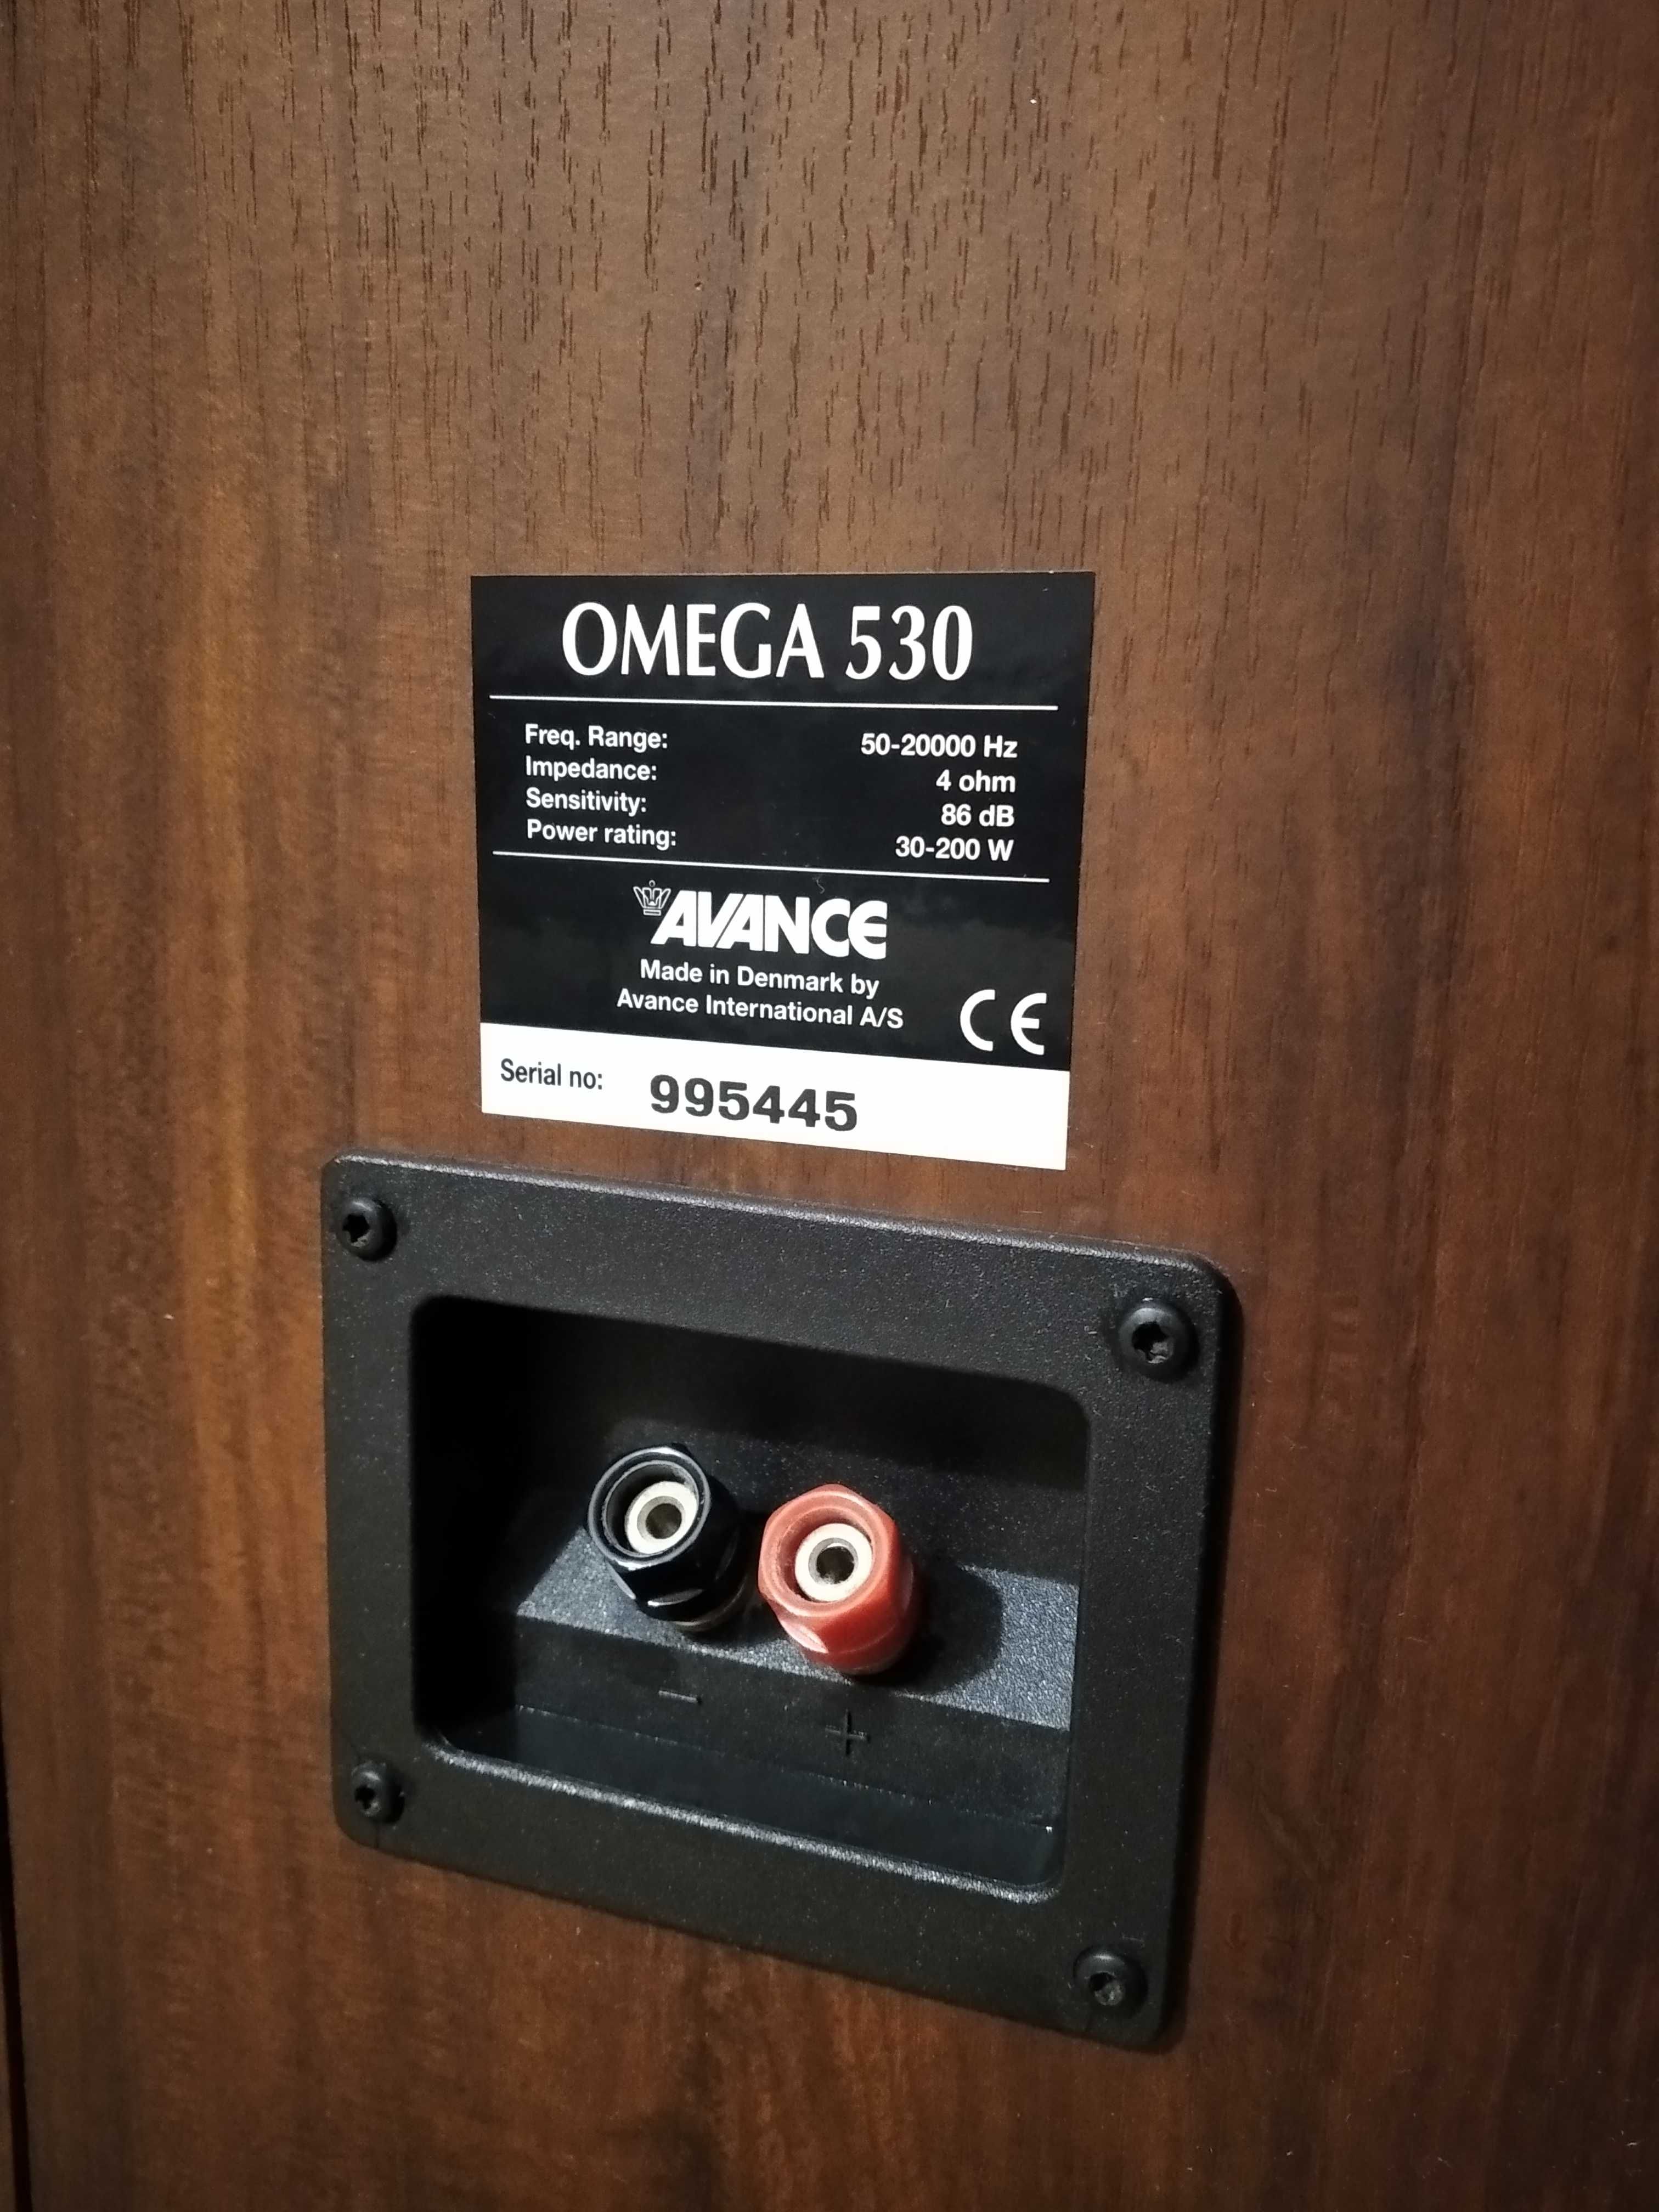 OMEGA 530
Freq. Range: 50-20000 Hz
Impedance: 4 ohm
Sensitivity: 86 dB
Power rating: 30-200 W
AVANCE
Made in Denmark by
Avance International A/S
CE
Serial no: 995445
- +